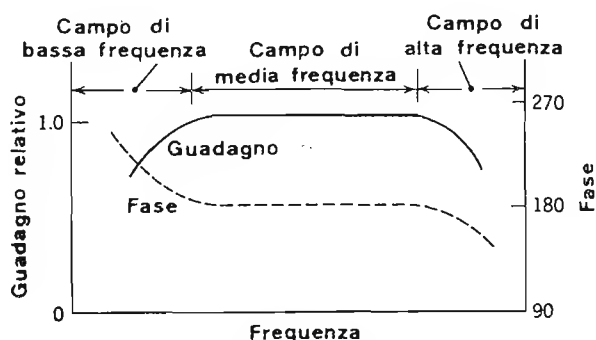 Campo di
bassa frequenza
Campo di
media frequenza
Campo di
alta frequenza
1.0
270
Guadagno
Guadagno relativo
Fase
180
Fase
0
90
Frequenza